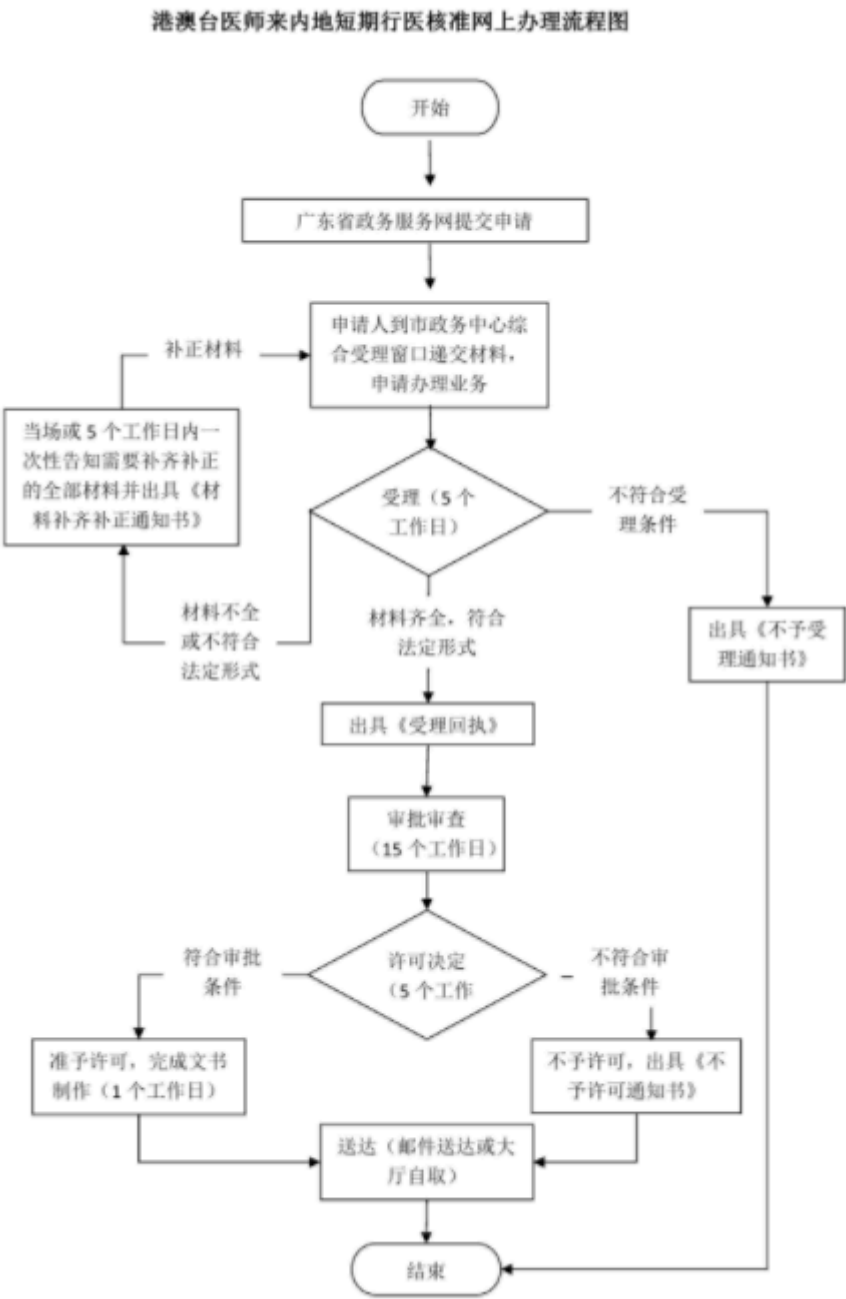 港澳台医师来内地短期行医核准网上办理流程图
开始
广东省政务服务网提交申请
申请人到市政务中心综
合受理窗口递交材料，
申请办理业务
补正材料
当场或 5 个工作日内一
次性告知需要补齐补正
的全部材料并出具《材
料补齐补正通知书》
受理（5 个
工作日）
不符合受
理条件
材料不全
或不符合
法定形式
材料齐全，符合
法定形式
出具《不予受
理通知书》
出具《受理回执》
审批审查
（15 个工作日）
符合审批
条件
许可决定
（5 个工作
不符合审
批条件
准予许可，完成文书
制作（1 个工作日）
不予许可，出具《不
予许可通知书》
送达（邮件送达或大
厅自取）
结束